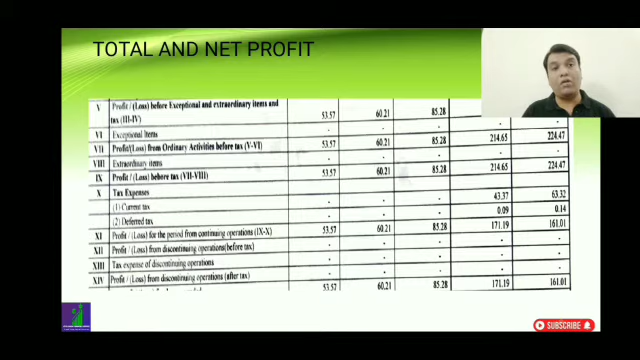 TOTAL AND NET PROFIT
V Profit / (Loss) before Exceptional and extraordinary items and
tax (III-IV) 53.57 60.21 85.28
VI Exceptional Items - - - - -
VII Profit/(Loss) from Ordinary Activities before tax (V-VI) 53.57 60.21 85.28 214.65 224.47
VIII Extraordinary items - - - - -
IX Profit / (Loss) before tax (VII-VIII) 53.57 60.21 85.28 214.65 224.47
X Tax Expenses
(1) Current tax - - - 43.37 63.32
(2) Deferred tax - - - 0.09 0.14
XI Profit / (Loss) for the period from continuing operations (IX-X) 53.57 60.21 85.28 171.19 161.01
XII Profit / (Loss) from discontinuing operations(before tax) - - - - -
XIII Tax expense of discontinuing operations - - - - -
XIV Profit / (Loss) from discontinuing operations (after tax) - - - - -
53.57 60.21 85.28 171.19 161.01
SUBSCRIBE